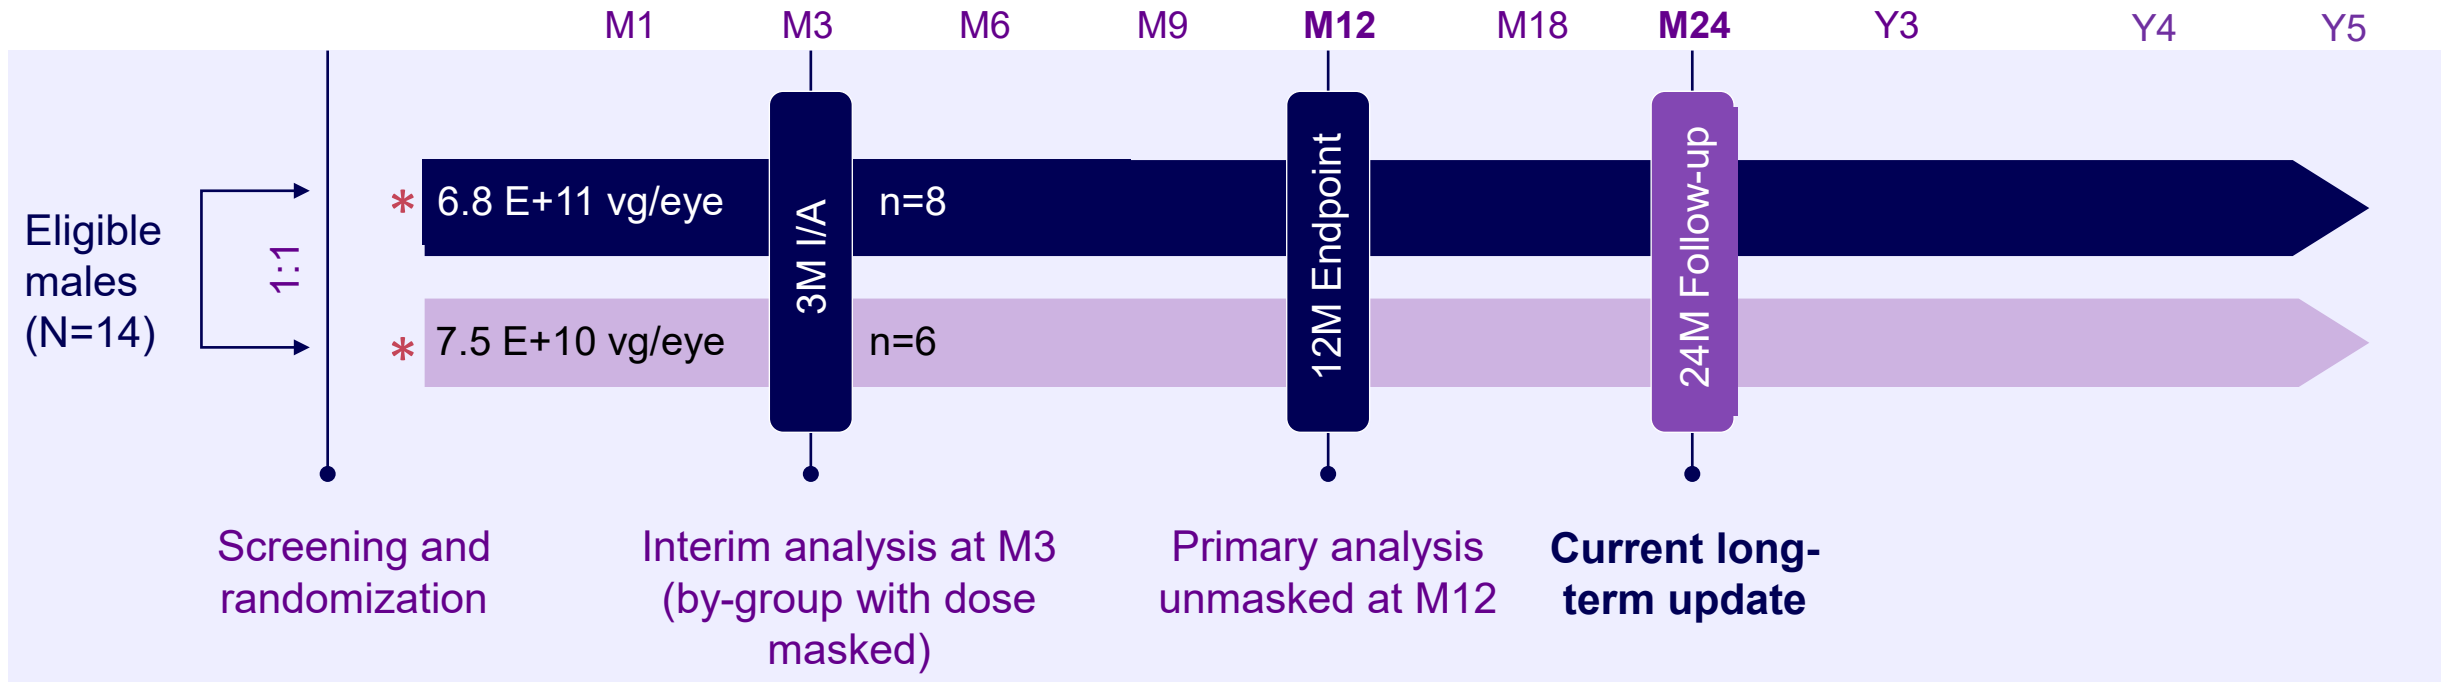 M1 M3 M6 M9 M12 M18 M24 Y3 Y4 Y5
Eligible
males
(N=14)
1:1
* 6.8 E+11 vg/eye
n=8
* 7.5 E+10 vg/eye
n=6
3M I/A
12M Endpoint
24M Follow-up
Screening and
randomization
Interim analysis at M3
(by-group with dose
masked)
Primary analysis
unmasked at M12
Current long-
term update